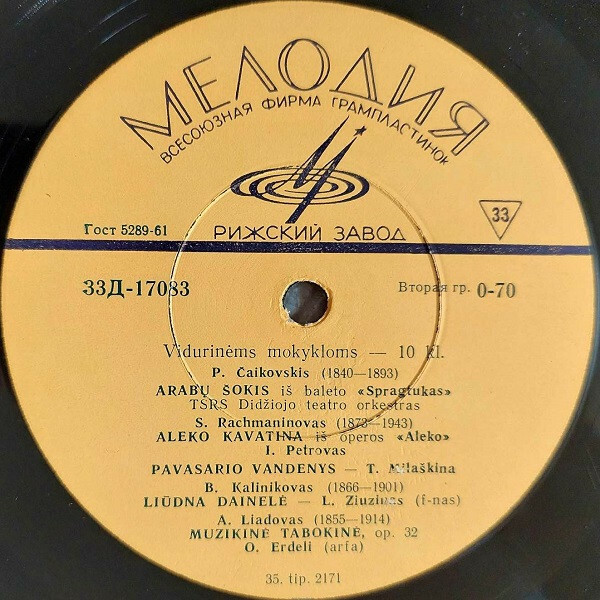 МЕЛОДИЯ
ВСЕСОЮЗНАЯ ФИРМА ГРАМПЛАСТИНОК
33
Гост 5289-61
РИЖСКИЙ ЗАВОД
33Д-17083
Вторая гр. 0-70
Vidurinėms mokykloms — 10 kl.
P. Čaikovskis (1840—1893)
ARABŲ ŠOKIS iš baleto «Spragtukas»
TSRS Didžiojo teatro orkestras
S. Rachmaninovas (1873—1943)
ALEKO KAVATINA iš operos «Aleko»
I. Petrovas
PAVASARIO VANDENYS — T. Milaškina
B. Kalinikovas (1866—1901)
LIŪDNA DAINELĖ — L. Ziuzinas (f-nas)
A. Liadovas (1855—1914)
MUZIKINĖ TABOKINĖ, op. 32
O. Erdeli (arfa)
35. tip. 2171